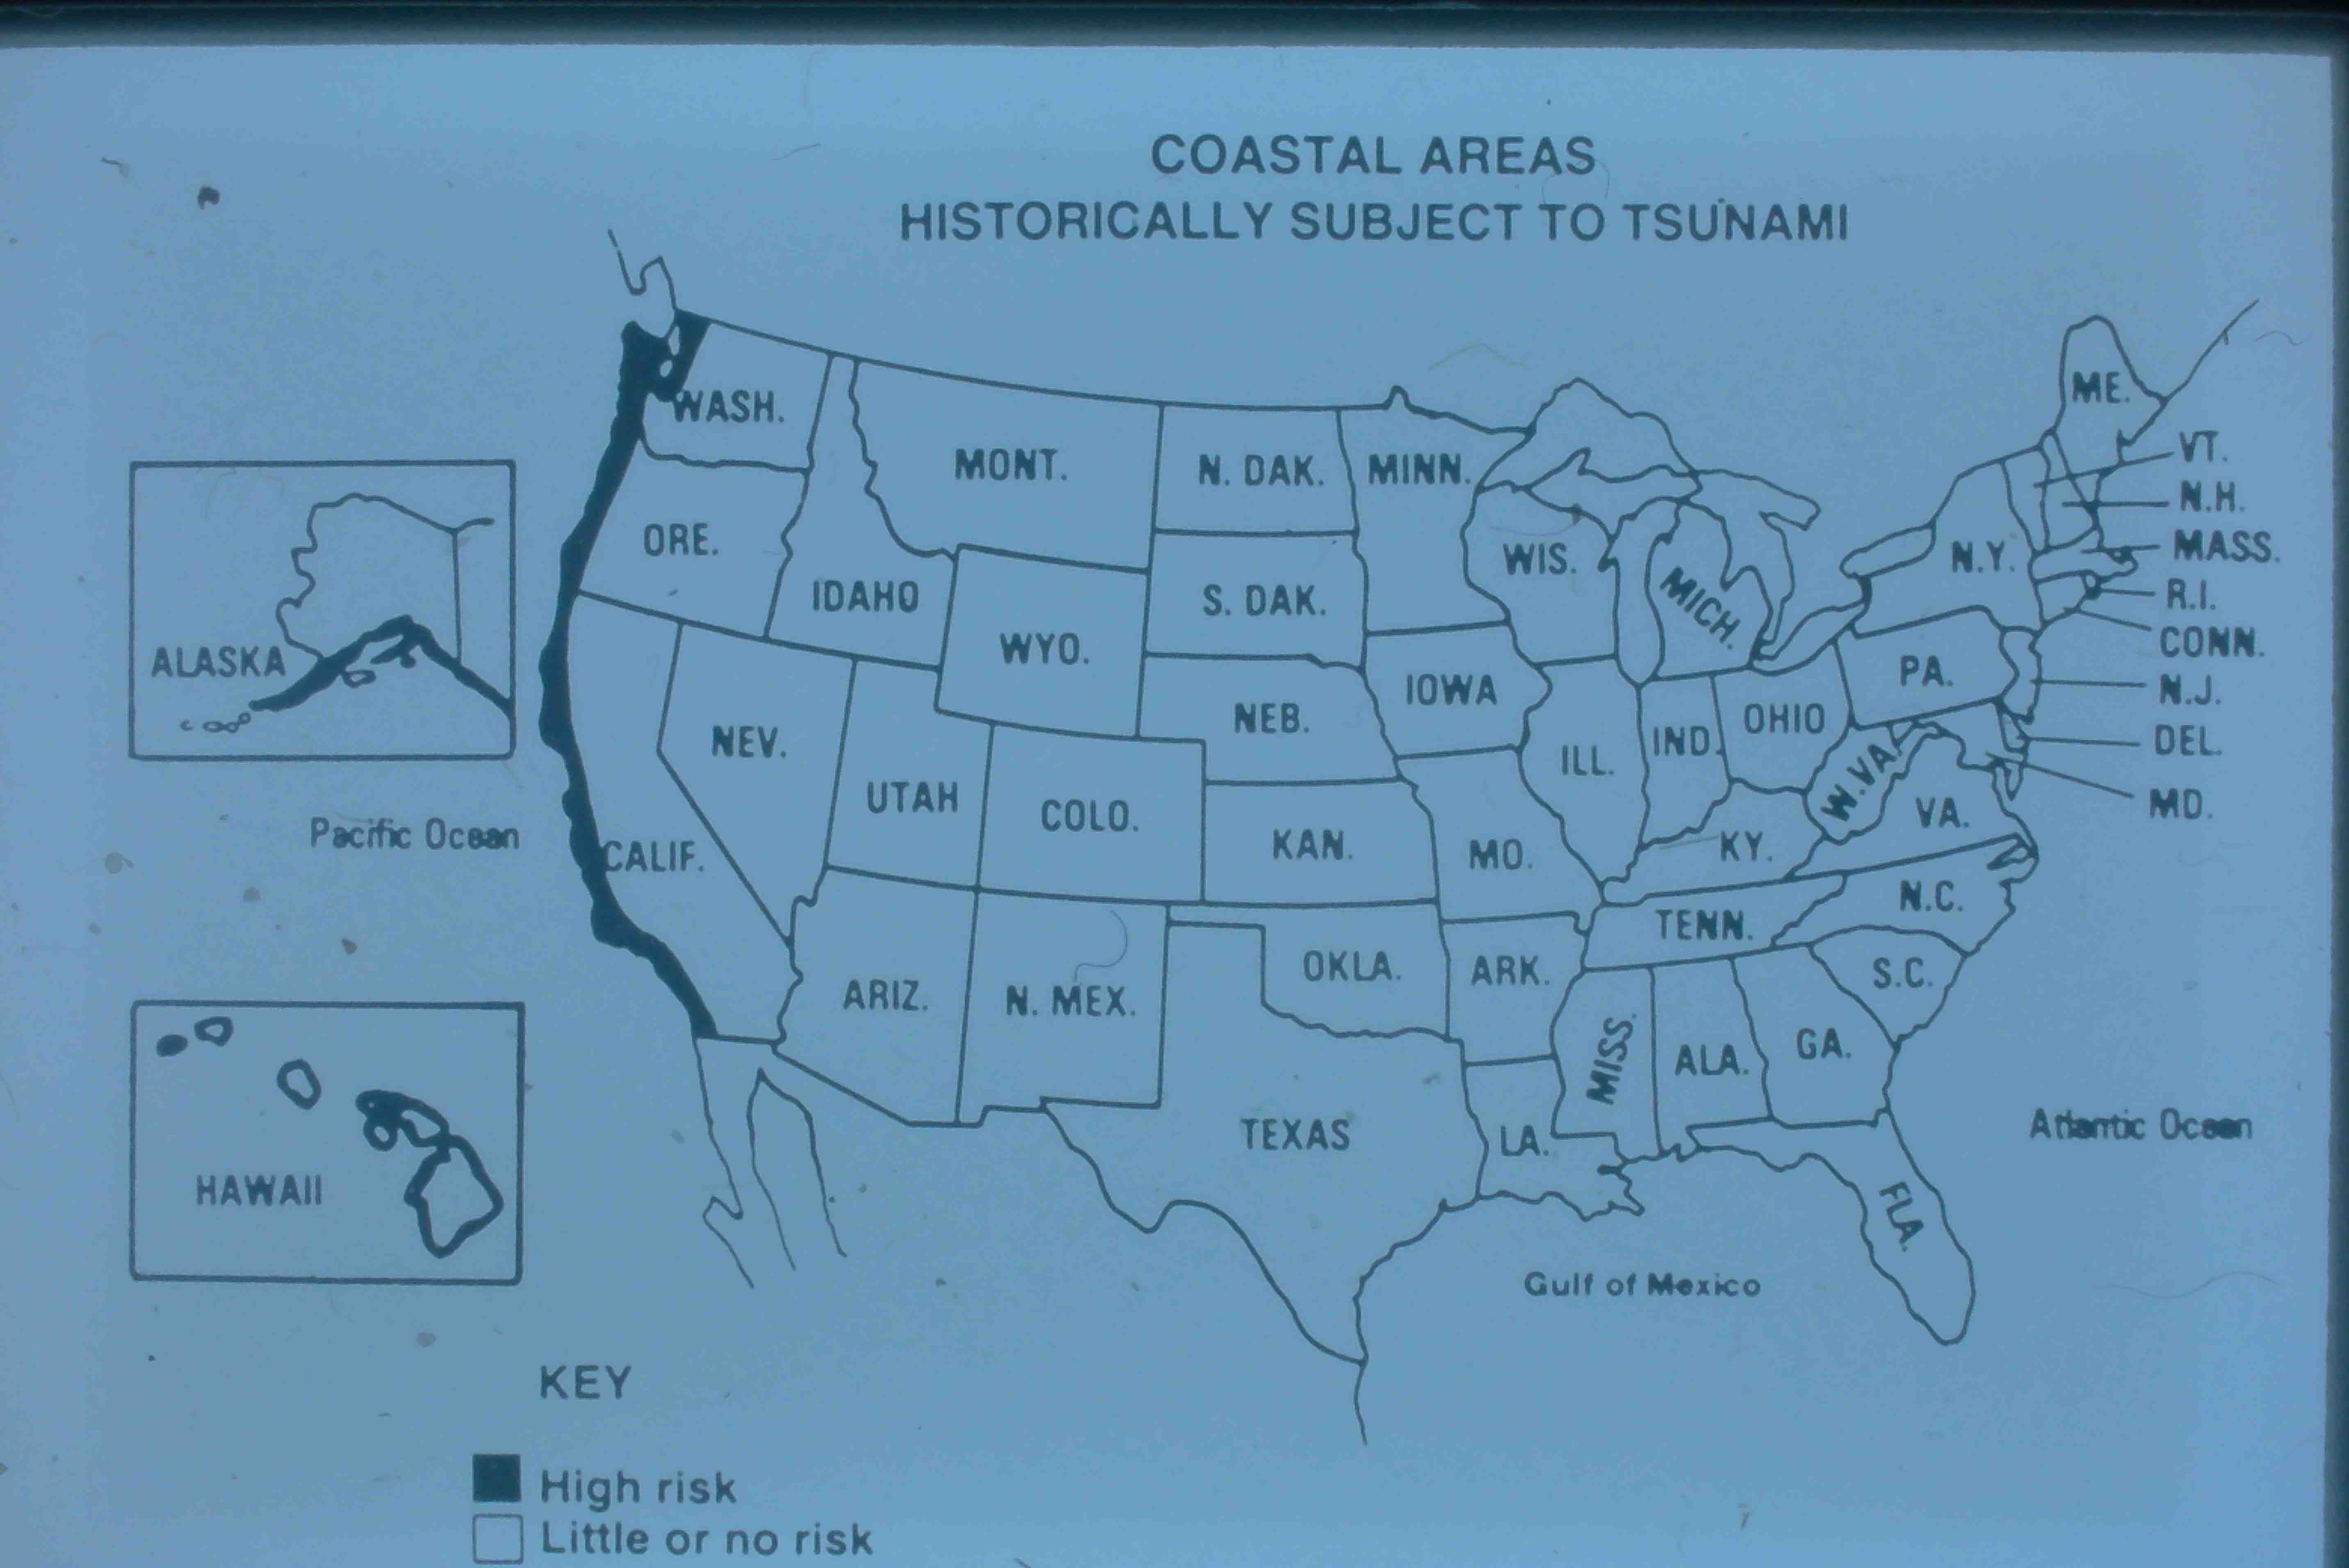 COASTAL AREAS
HISTORICALLY SUBJECT TO TSUNAMI
WASH.
MONT.
N. DAK.
MINN.
ME.
VT.
N.H.
MASS.
R.I.
CONN.
N.J.
DEL.
MD.
ORE.
IDAHO
WYO.
S. DAK.
WIS.
MICH.
N.Y.
ALASKA
NEV.
UTAH
COLO.
NEB.
IOWA
ILL.
IND.
OHIO
PA.
W.VA.
VA.
Pacific Ocean
CALIF.
KAN.
MO.
KY.
TENN.
N.C.
S.C.
ARIZ.
N. MEX.
OKLA.
ARK.
MISS.
ALA.
GA.
HAWAII
TEXAS
LA.
FLA.
Atlantic Ocean
Gulf of Mexico
KEY
High risk
Little or no risk